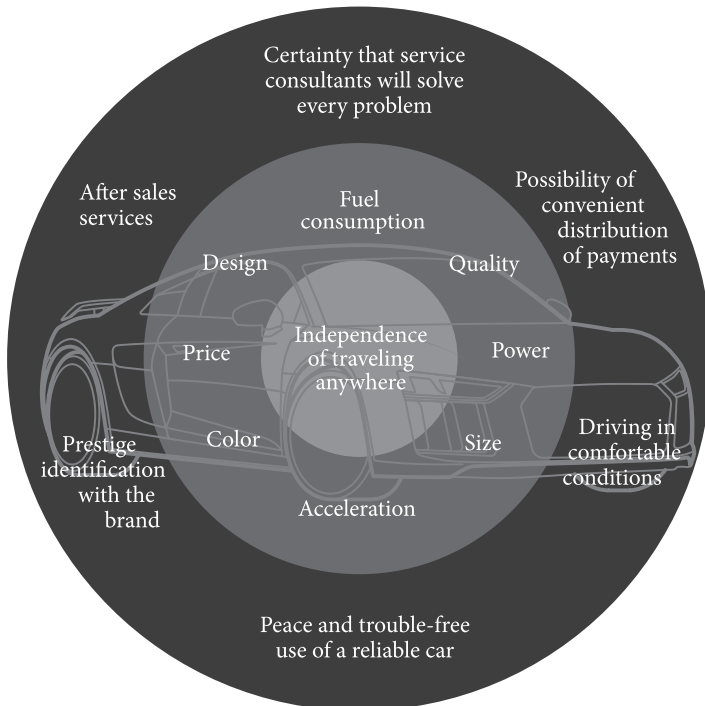 Certainty that service
consultants will solve
every problem
After sales
services
Possibility of
convenient
distribution
of payments
Fuel
consumption
Design
Quality
Independence
of traveling
anywhere
Price
Power
Color
Size
Acceleration
Prestige
identification
with the
brand
Driving in
comfortable
conditions
Peace and trouble-free
use of a reliable car